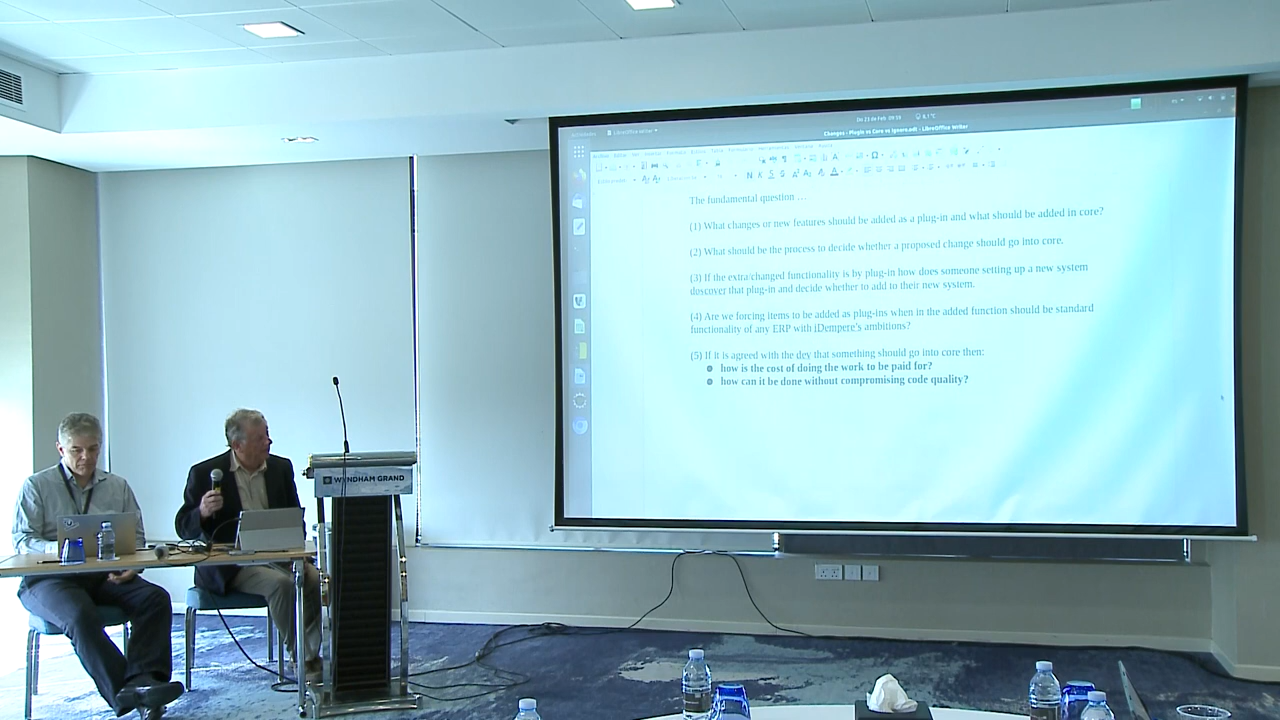 LibreOffice Writer
Changes - Plugin vs Core vs Ignore.odt - LibreOffice Writer
The fundamental question ...
(1) What changes or new features should be added as a plug-in and what should be added in core?
(2) What should be the process to decide whether a proposed change should go into core.
(3) If the extra/changed functionality is by plug-in how does someone setting up a new system
doscover that plug-in and decide whether to add to their new system.
(4) Are we forcing items to be added as plug-ins when in the added function should be standard
functionality of any ERP with iDempere's ambitions?
(5) If it is agreed with the dev that something should go into core then:
how is the cost of doing the work to be paid for?
how can it be done without compromising code quality?
WYNDHAM GRAND